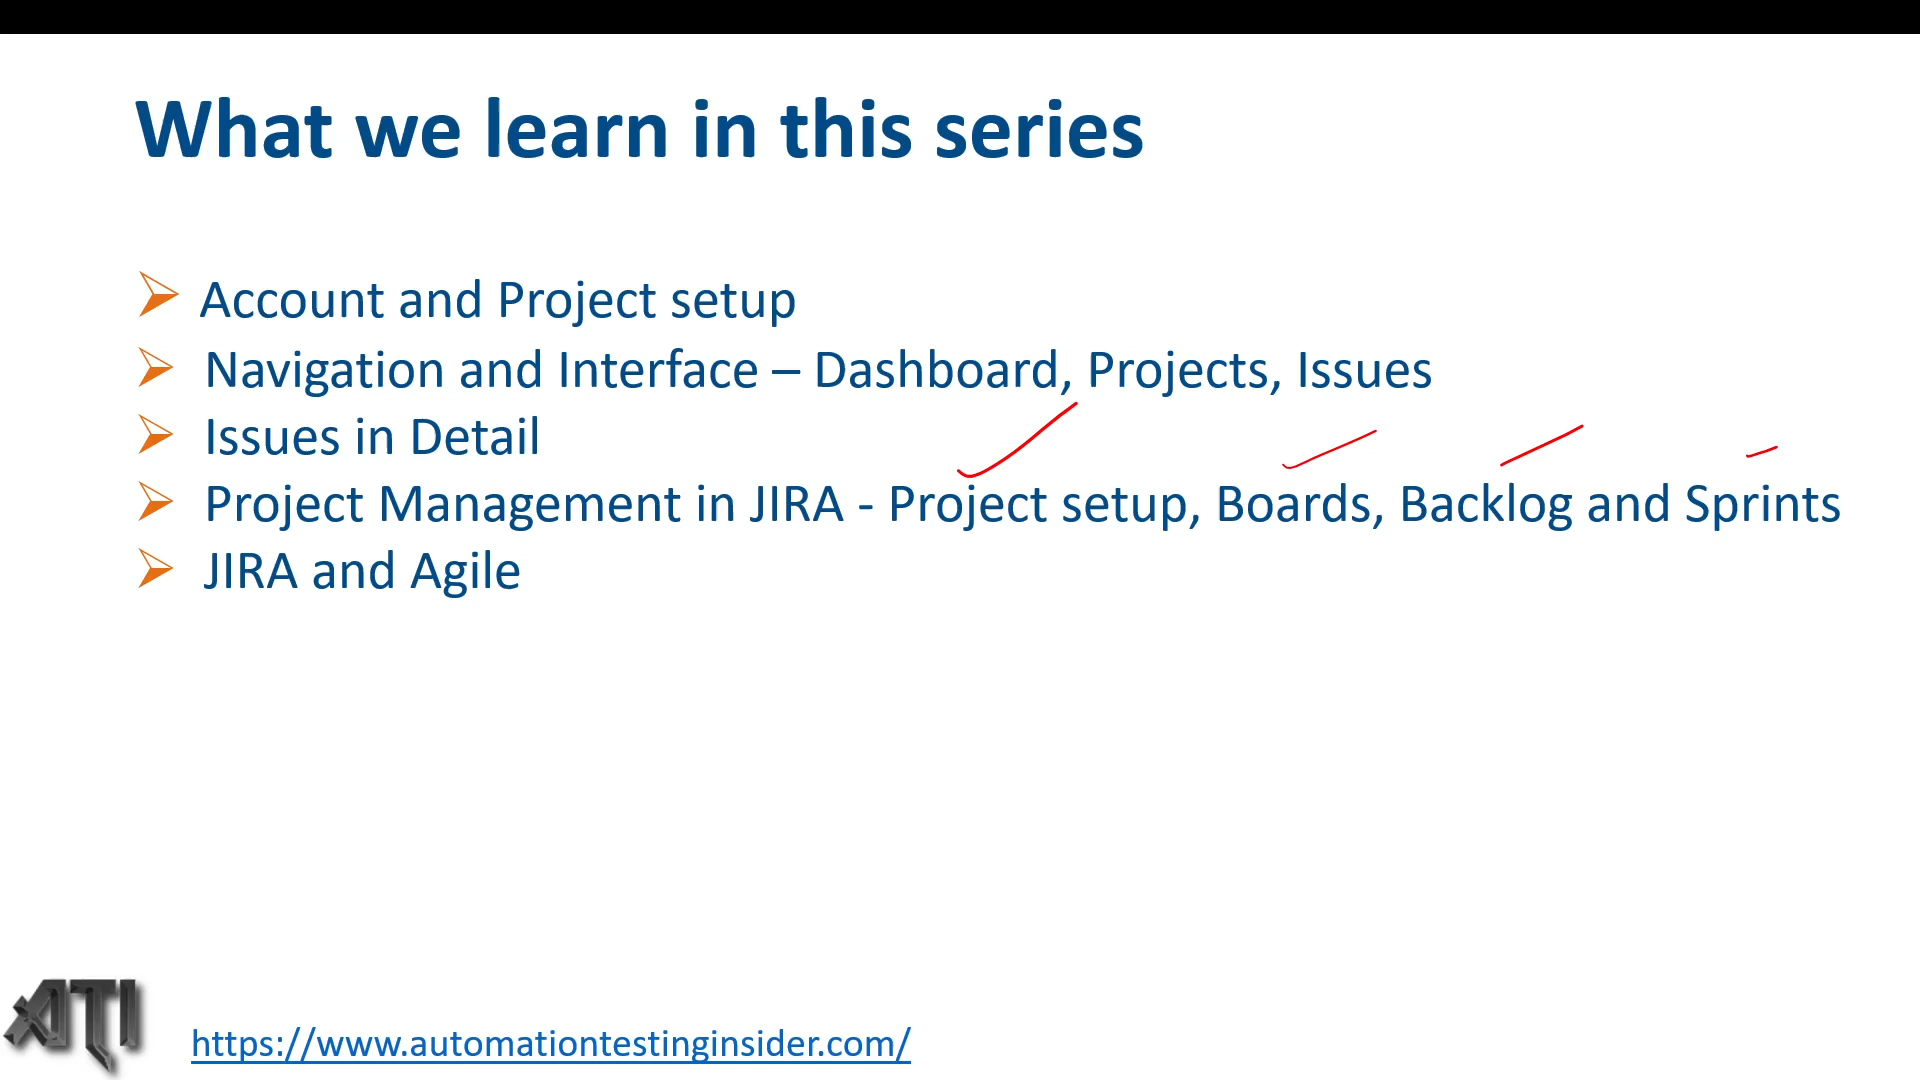 What we learn in this series
Account and Project setup
Navigation and Interface – Dashboard, Projects, Issues
Issues in Detail
Project Management in JIRA - Project setup, Boards, Backlog and Sprints
JIRA and Agile
ATI
https://www.automationtestinginsider.com/